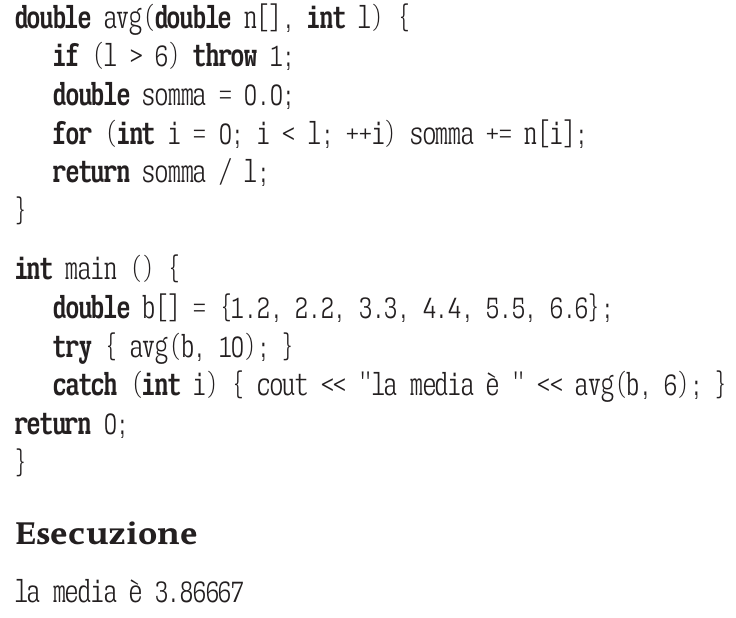 double avg(double n[], int l) {
if (l > 6) throw 1;
double somma = 0.0;
for (int i = 0; i < l; ++i) somma += n[i];
return somma / l;
}
int main () {
double b[] = {1.2, 2.2, 3.3, 4.4, 5.5, 6.6};
try { avg(b, 10); }
catch (int i) { cout << "la media è " << avg(b, 6); }
return 0;
}
Esecuzione
la media è 3.86667